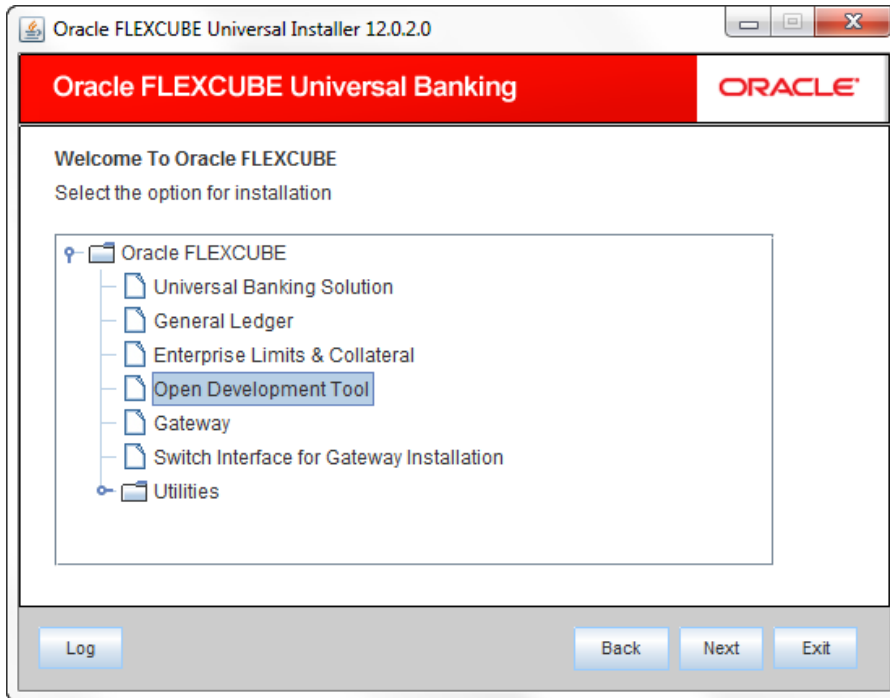 Oracle FLEXCUBE Universal Installer 12.0.2.0
Oracle FLEXCUBE Universal Banking
ORACLE
Welcome To Oracle FLEXCUBE
Select the option for installation
Oracle FLEXCUBE
Universal Banking Solution
General Ledger
Enterprise Limits & Collateral
Open Development Tool
Gateway
Switch Interface for Gateway Installation
Utilities
Log Back Next Exit